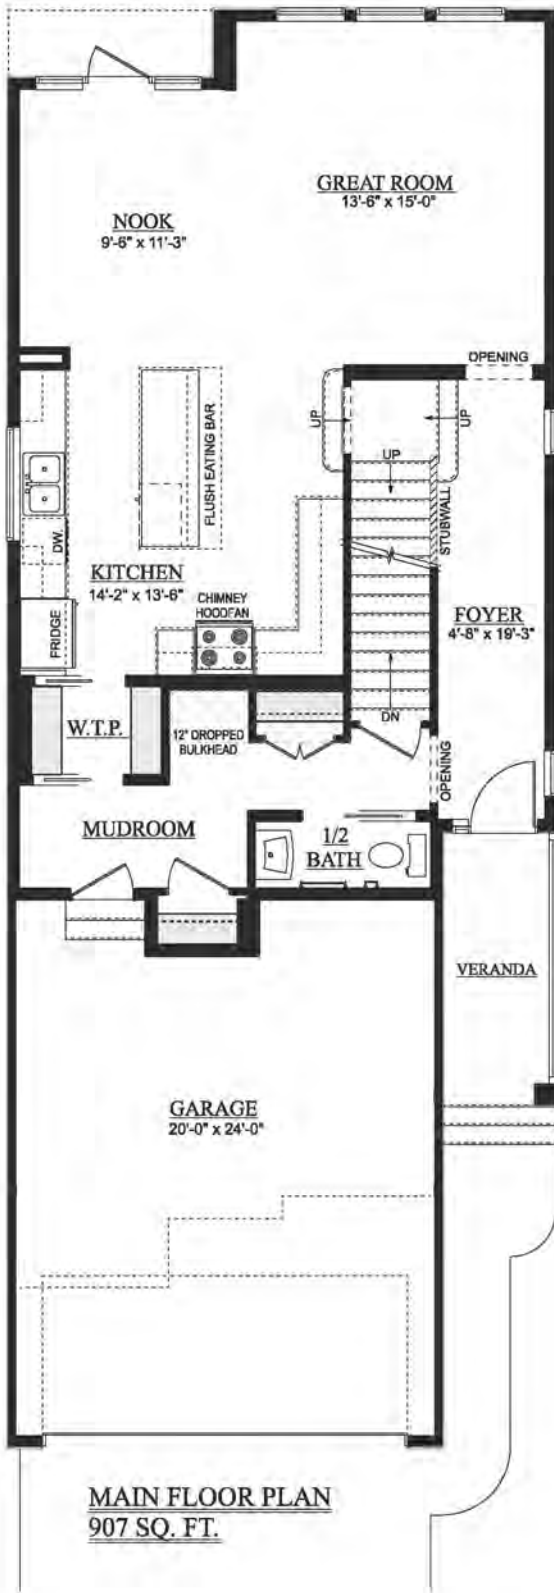 GREAT ROOM
13'-6" x 15'-0"
NOOK
9'-6" x 11'-3"
OPENING
UP
UP
UP
FLUSH EATING BAR
STUBWALL
DW.
KITCHEN
14'-2" x 13'-6"
CHIMNEY
HOODFAN
FRIDGE
FOYER
4'-8" x 19'-3"
W.T.P.
12" DROPPED
BULKHEAD
DN
OPENING
MUDROOM
1/2
BATH
VERANDA
GARAGE
20'-0" x 24'-0"
MAIN FLOOR PLAN
907 SQ. FT.